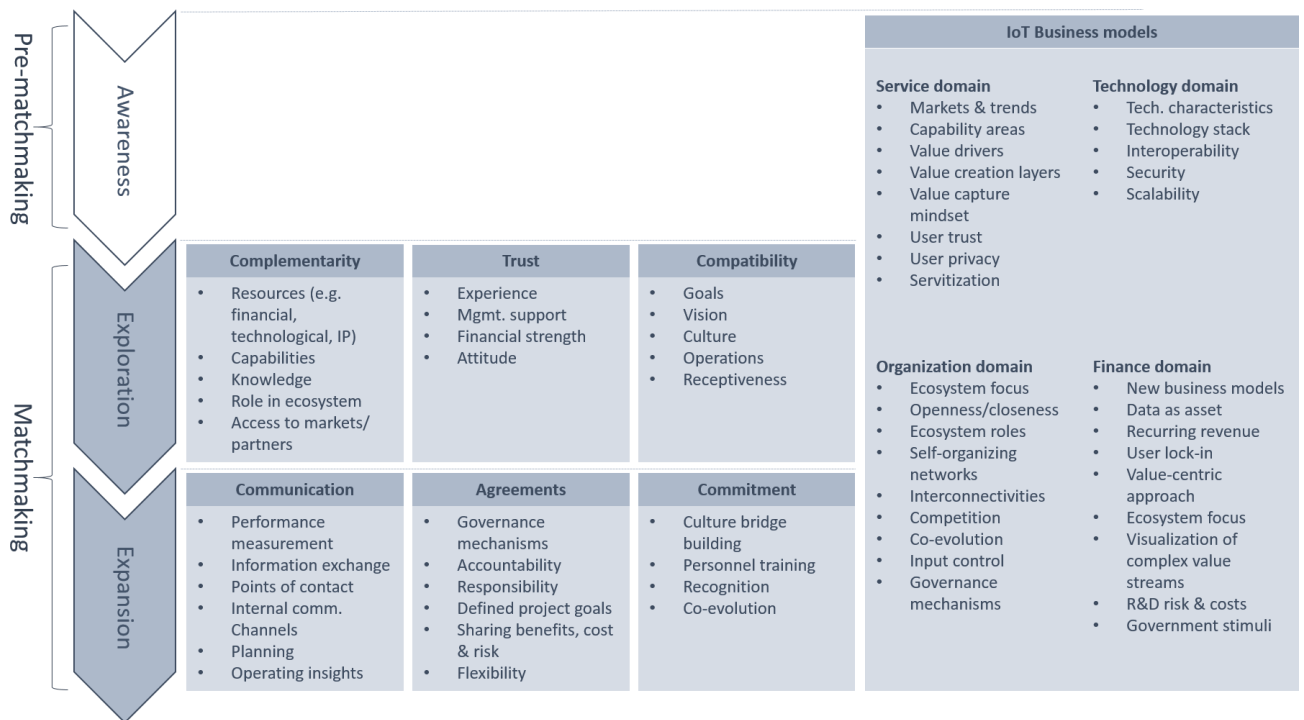 Pre-matchmaking
Awareness
Matchmaking
Exploration
Complementarity
• Resources (e.g.
financial,
technological, IP)
• Capabilities
• Knowledge
• Role in ecosystem
• Access to markets/
partners
Trust
• Experience
• Mgmt. support
• Financial strength
• Attitude
Compatibility
• Goals
• Vision
• Culture
• Operations
• Receptiveness
Expansion
Communication
• Performance
measurement
• Information exchange
• Points of contact
• Internal comm.
Channels
• Planning
• Operating insights
Agreements
• Governance
mechanisms
• Accountability
• Responsibility
• Defined project goals
• Sharing benefits, cost
& risk
• Flexibility
Commitment
• Culture bridge
building
• Personnel training
• Recognition
• Co-evolution
IoT Business models
Service domain
• Markets & trends
• Capability areas
• Value drivers
• Value creation layers
• Value capture
mindset
• User trust
• User privacy
• Servitization
Technology domain
• Tech. characteristics
• Technology stack
• Interoperability
• Security
• Scalability
Organization domain
• Ecosystem focus
• Openness/closeness
• Ecosystem roles
• Self-organizing
networks
• Interconnectivities
• Competition
• Co-evolution
• Input control
• Governance
mechanisms
Finance domain
• New business models
• Data as asset
• Recurring revenue
• User lock-in
• Value-centric
approach
• Ecosystem focus
• Visualization of
complex value
streams
• R&D risk & costs
• Government stimuli